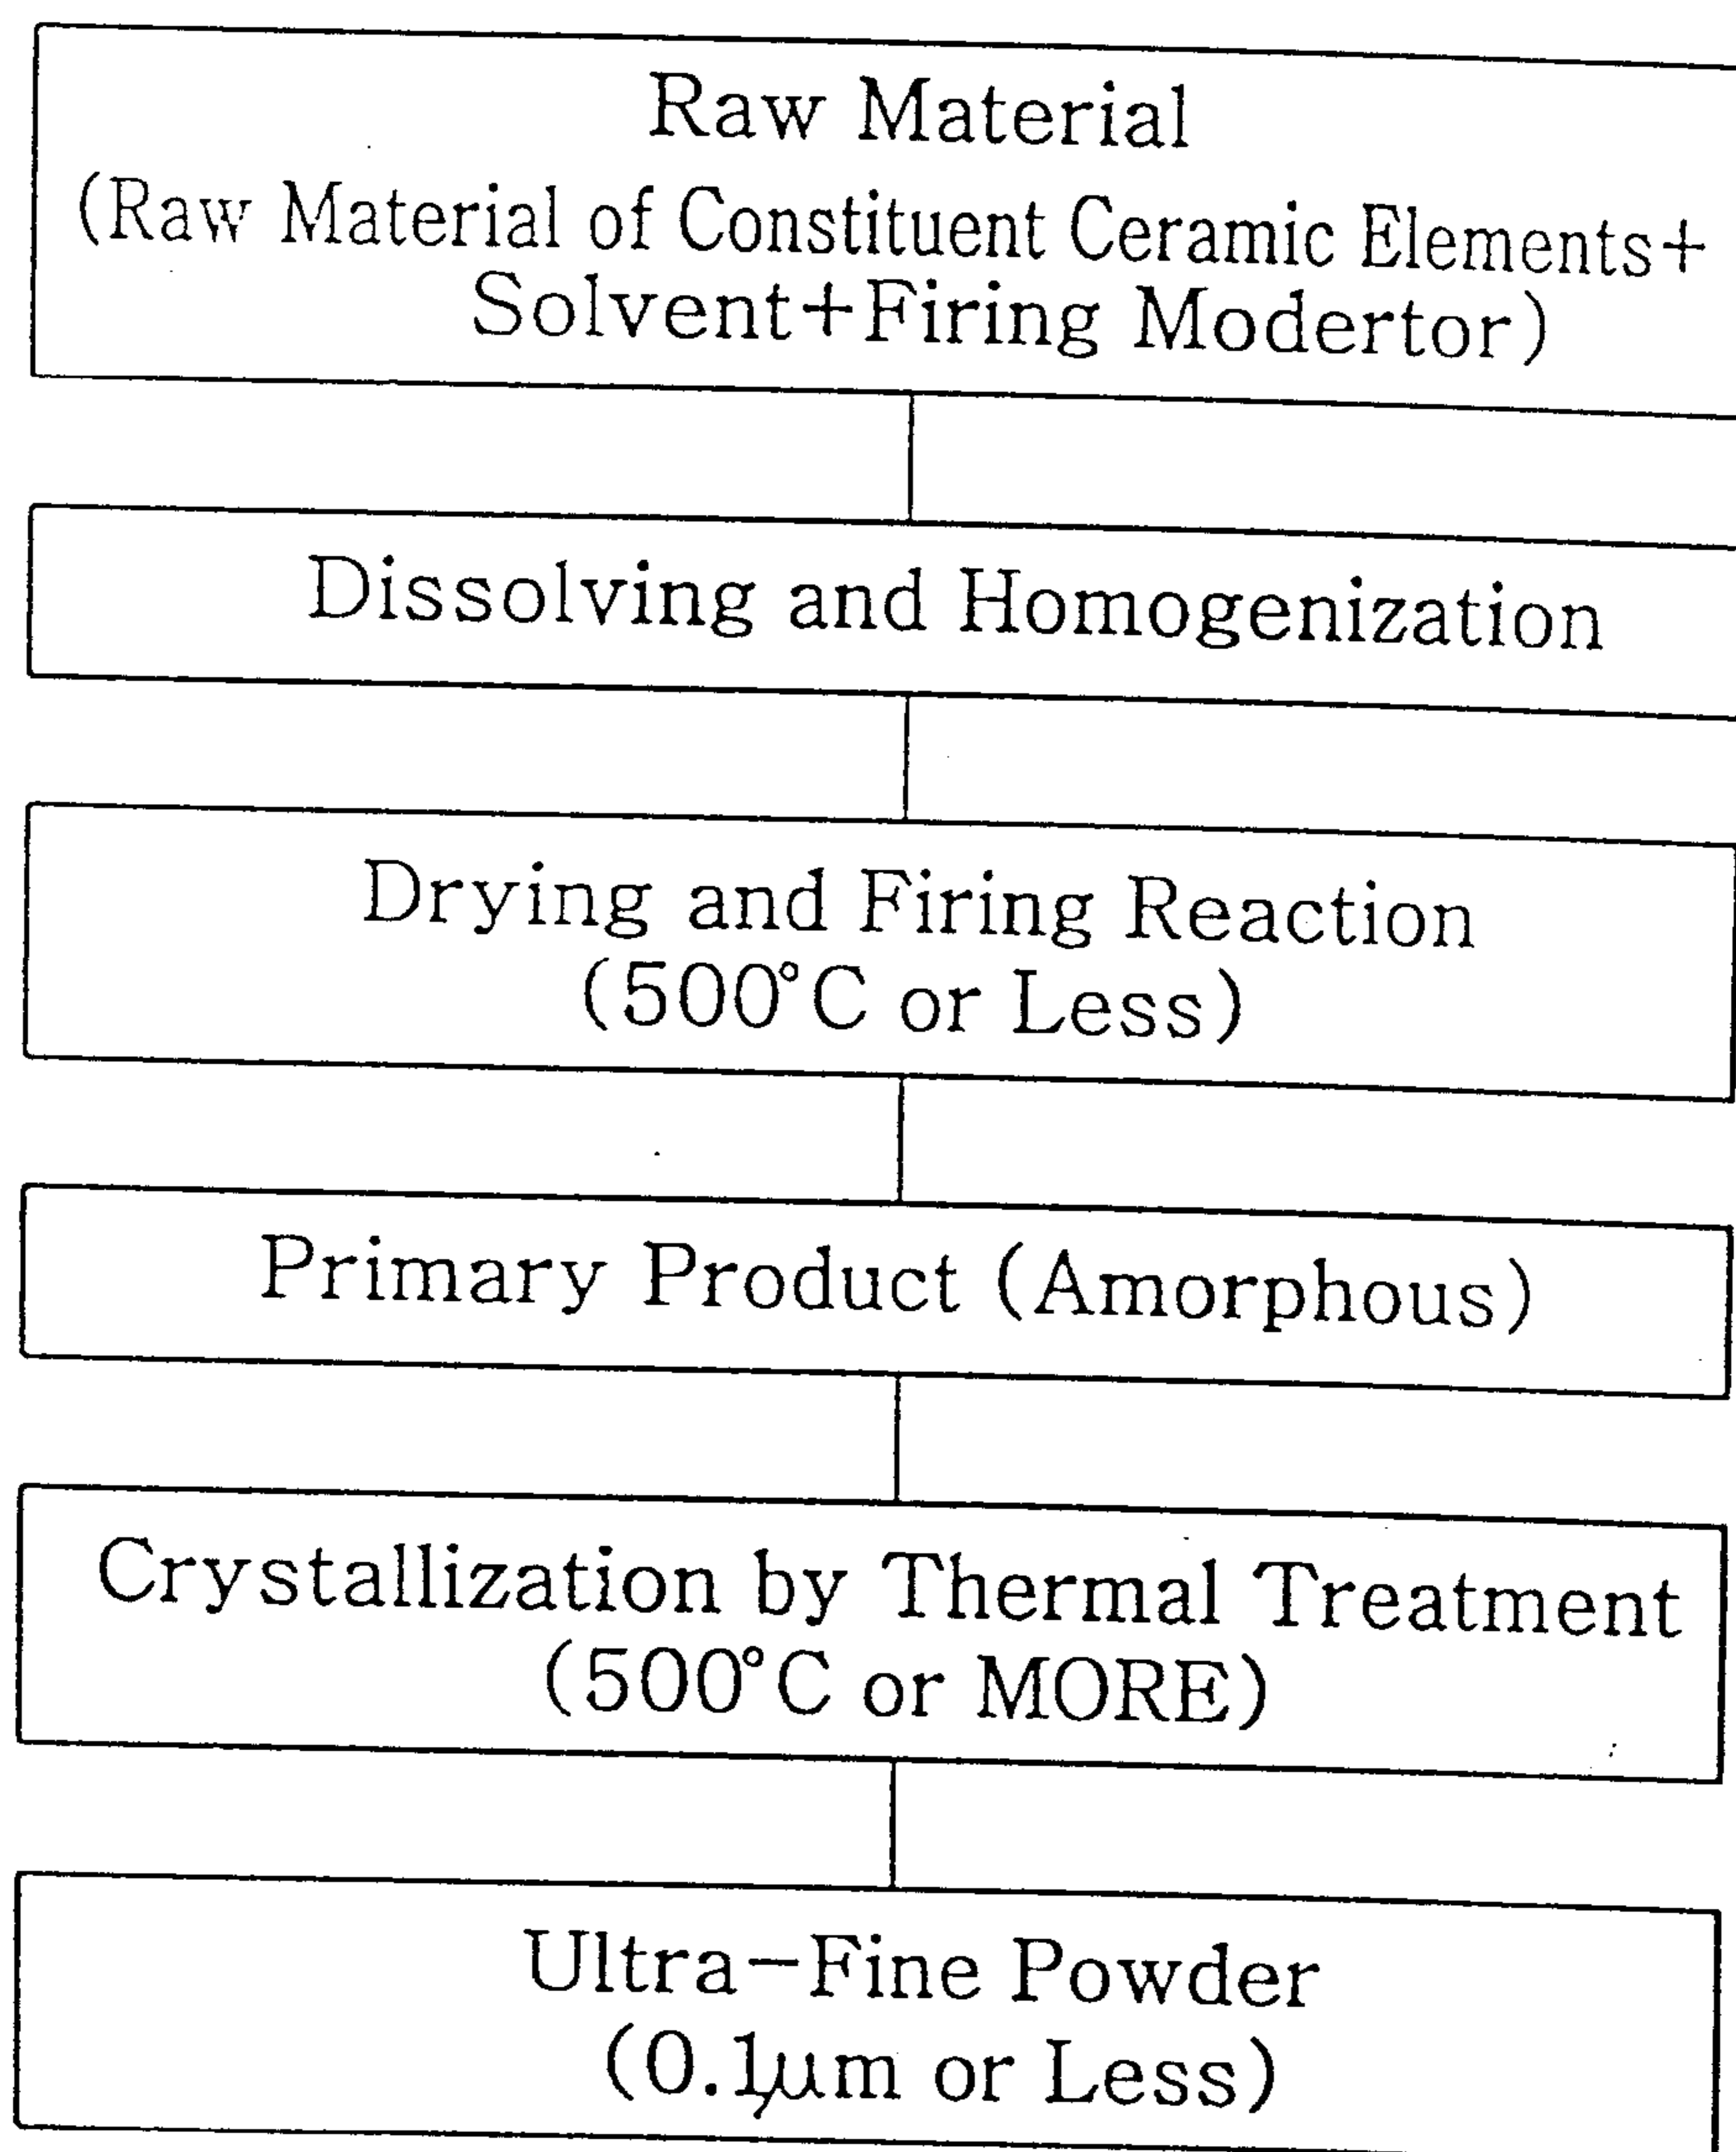 Raw Material
(Raw Material of Constituent Ceramic Elements+
Solvent+Firing Modertor)
Dissolving and Homogenization
Drying and Firing Reaction
(500°C or Less)
Primary Product (Amorphous)
Crystallization by Thermal Treatment
(500°C or MORE)
Ultra-Fine Powder
(0.1μm or Less)